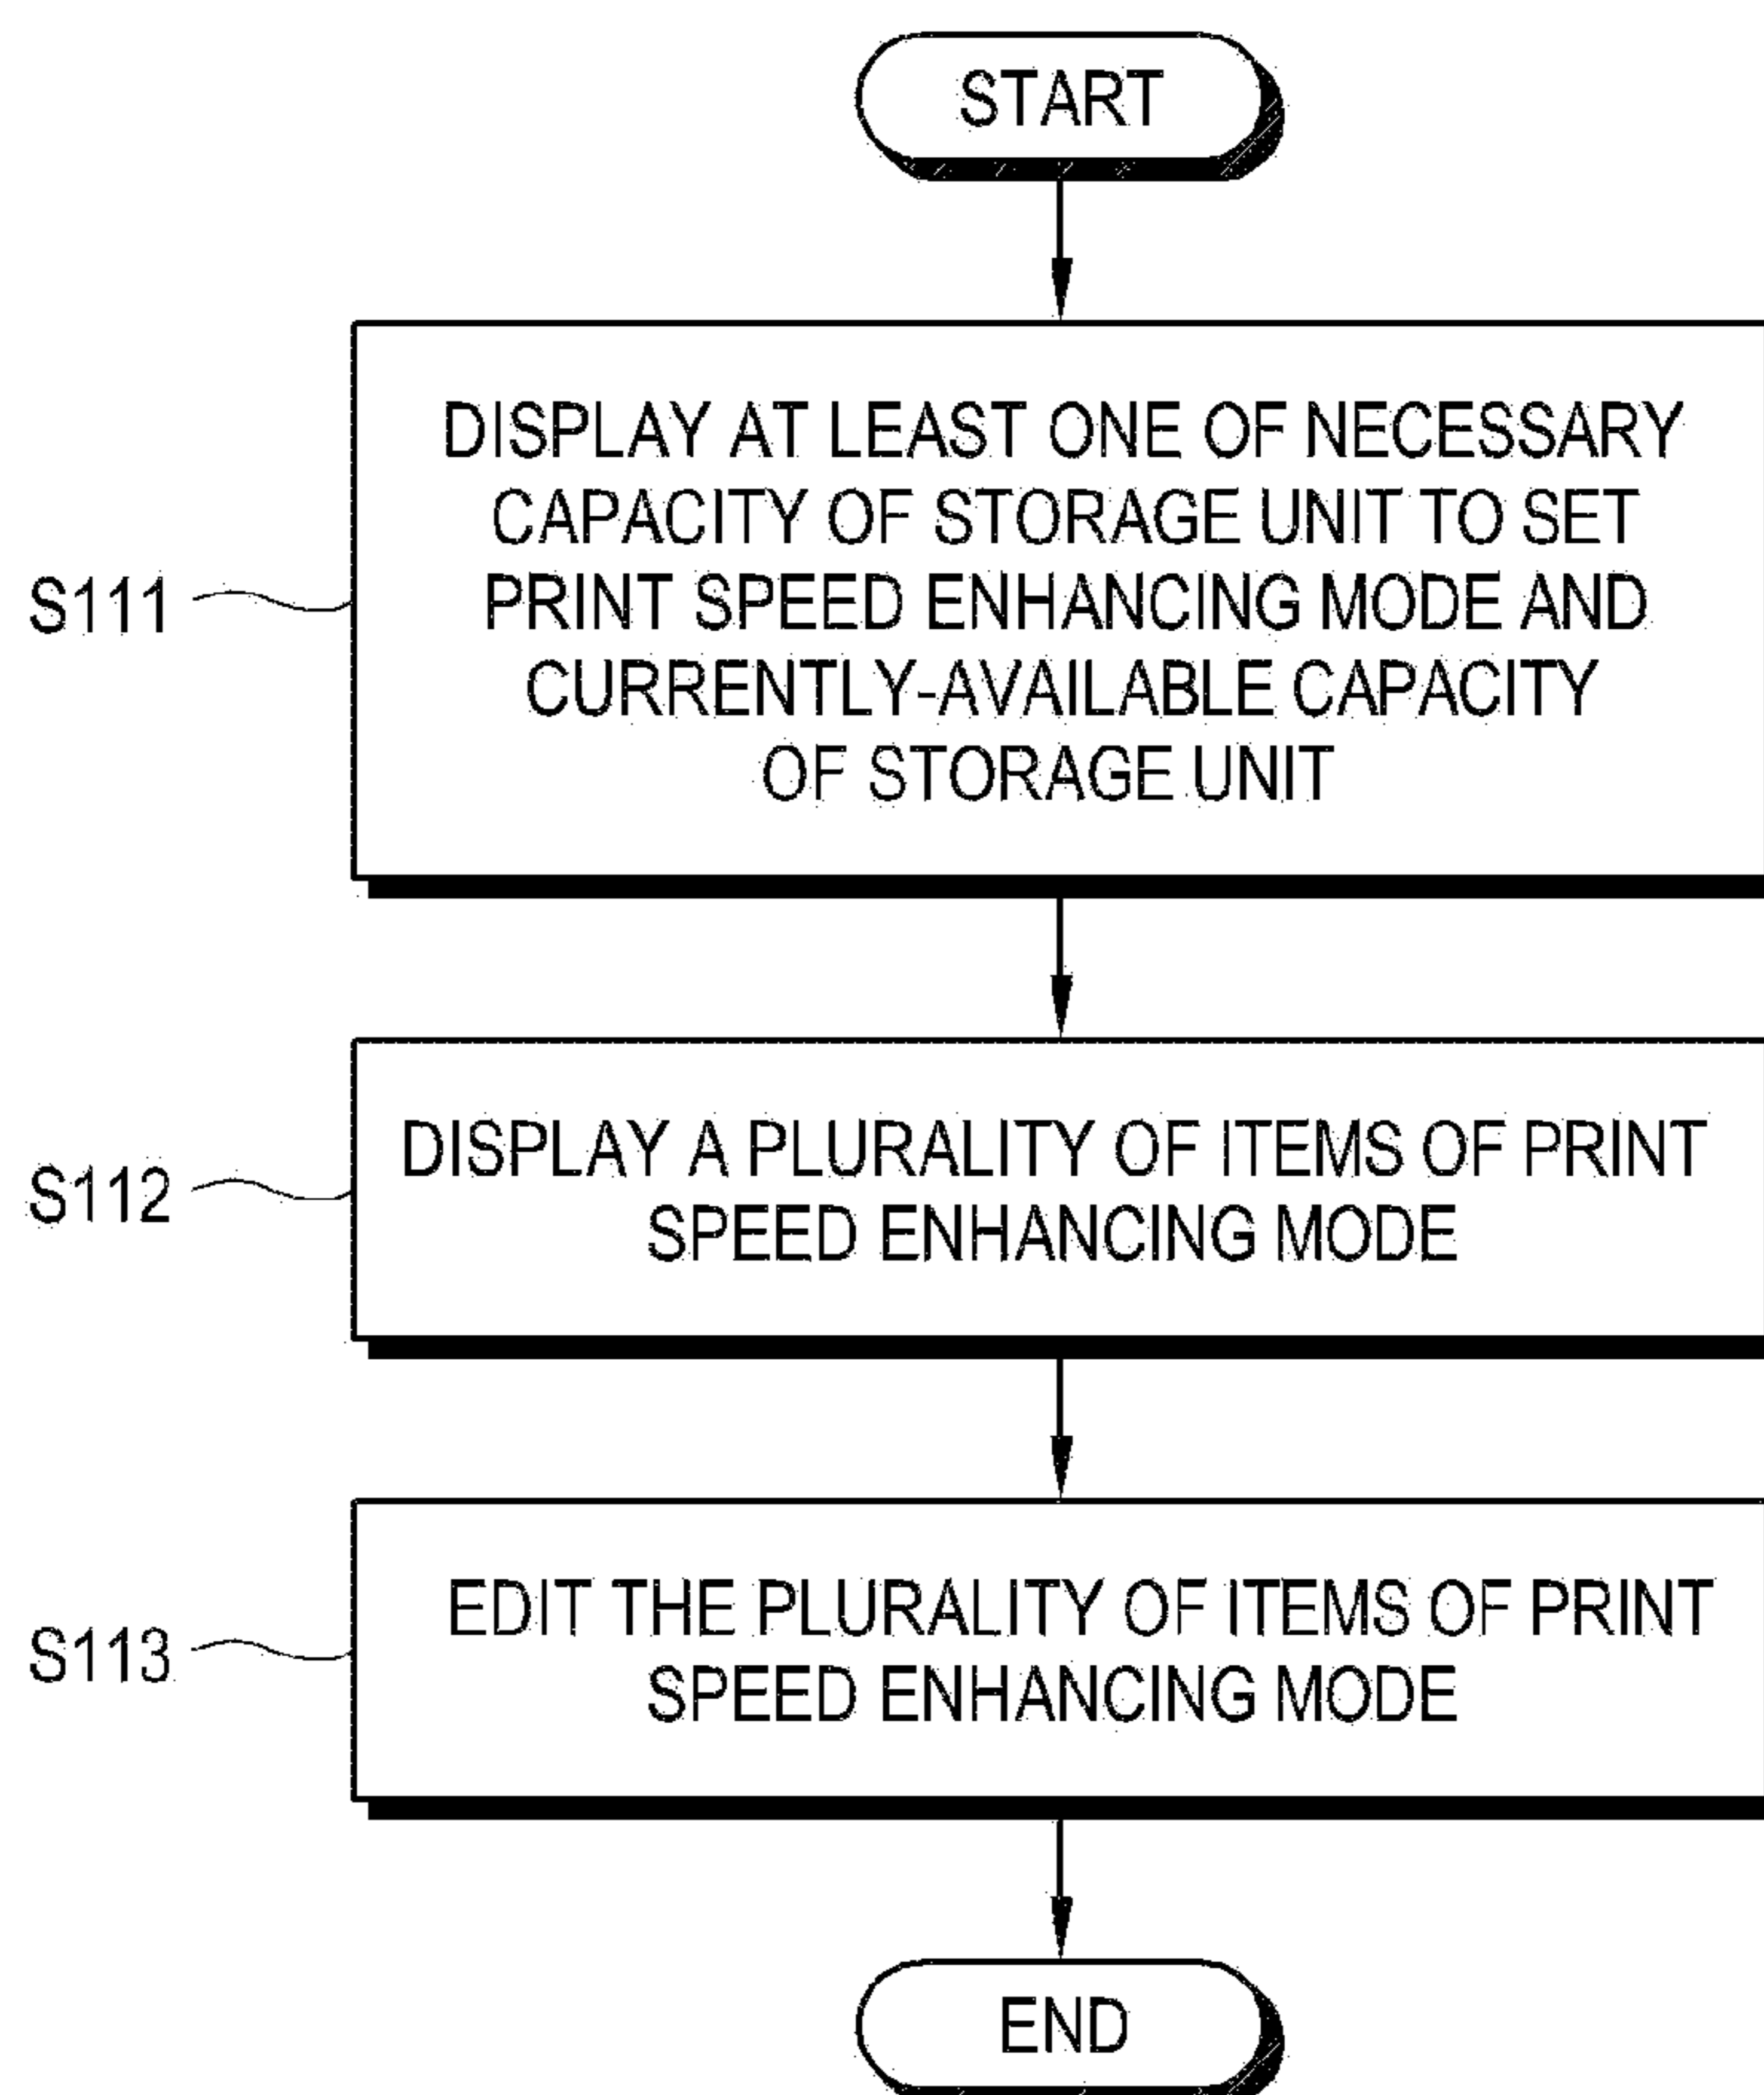 START
S111
DISPLAY AT LEAST ONE OF NECESSARY
CAPACITY OF STORAGE UNIT TO SET
PRINT SPEED ENHANCING MODE AND
CURRENTLY-AVAILABLE CAPACITY
OF STORAGE UNIT
S112
DISPLAY A PLURALITY OF ITEMS OF PRINT
SPEED ENHANCING MODE
S113
EDIT THE PLURALITY OF ITEMS OF PRINT
SPEED ENHANCING MODE
END